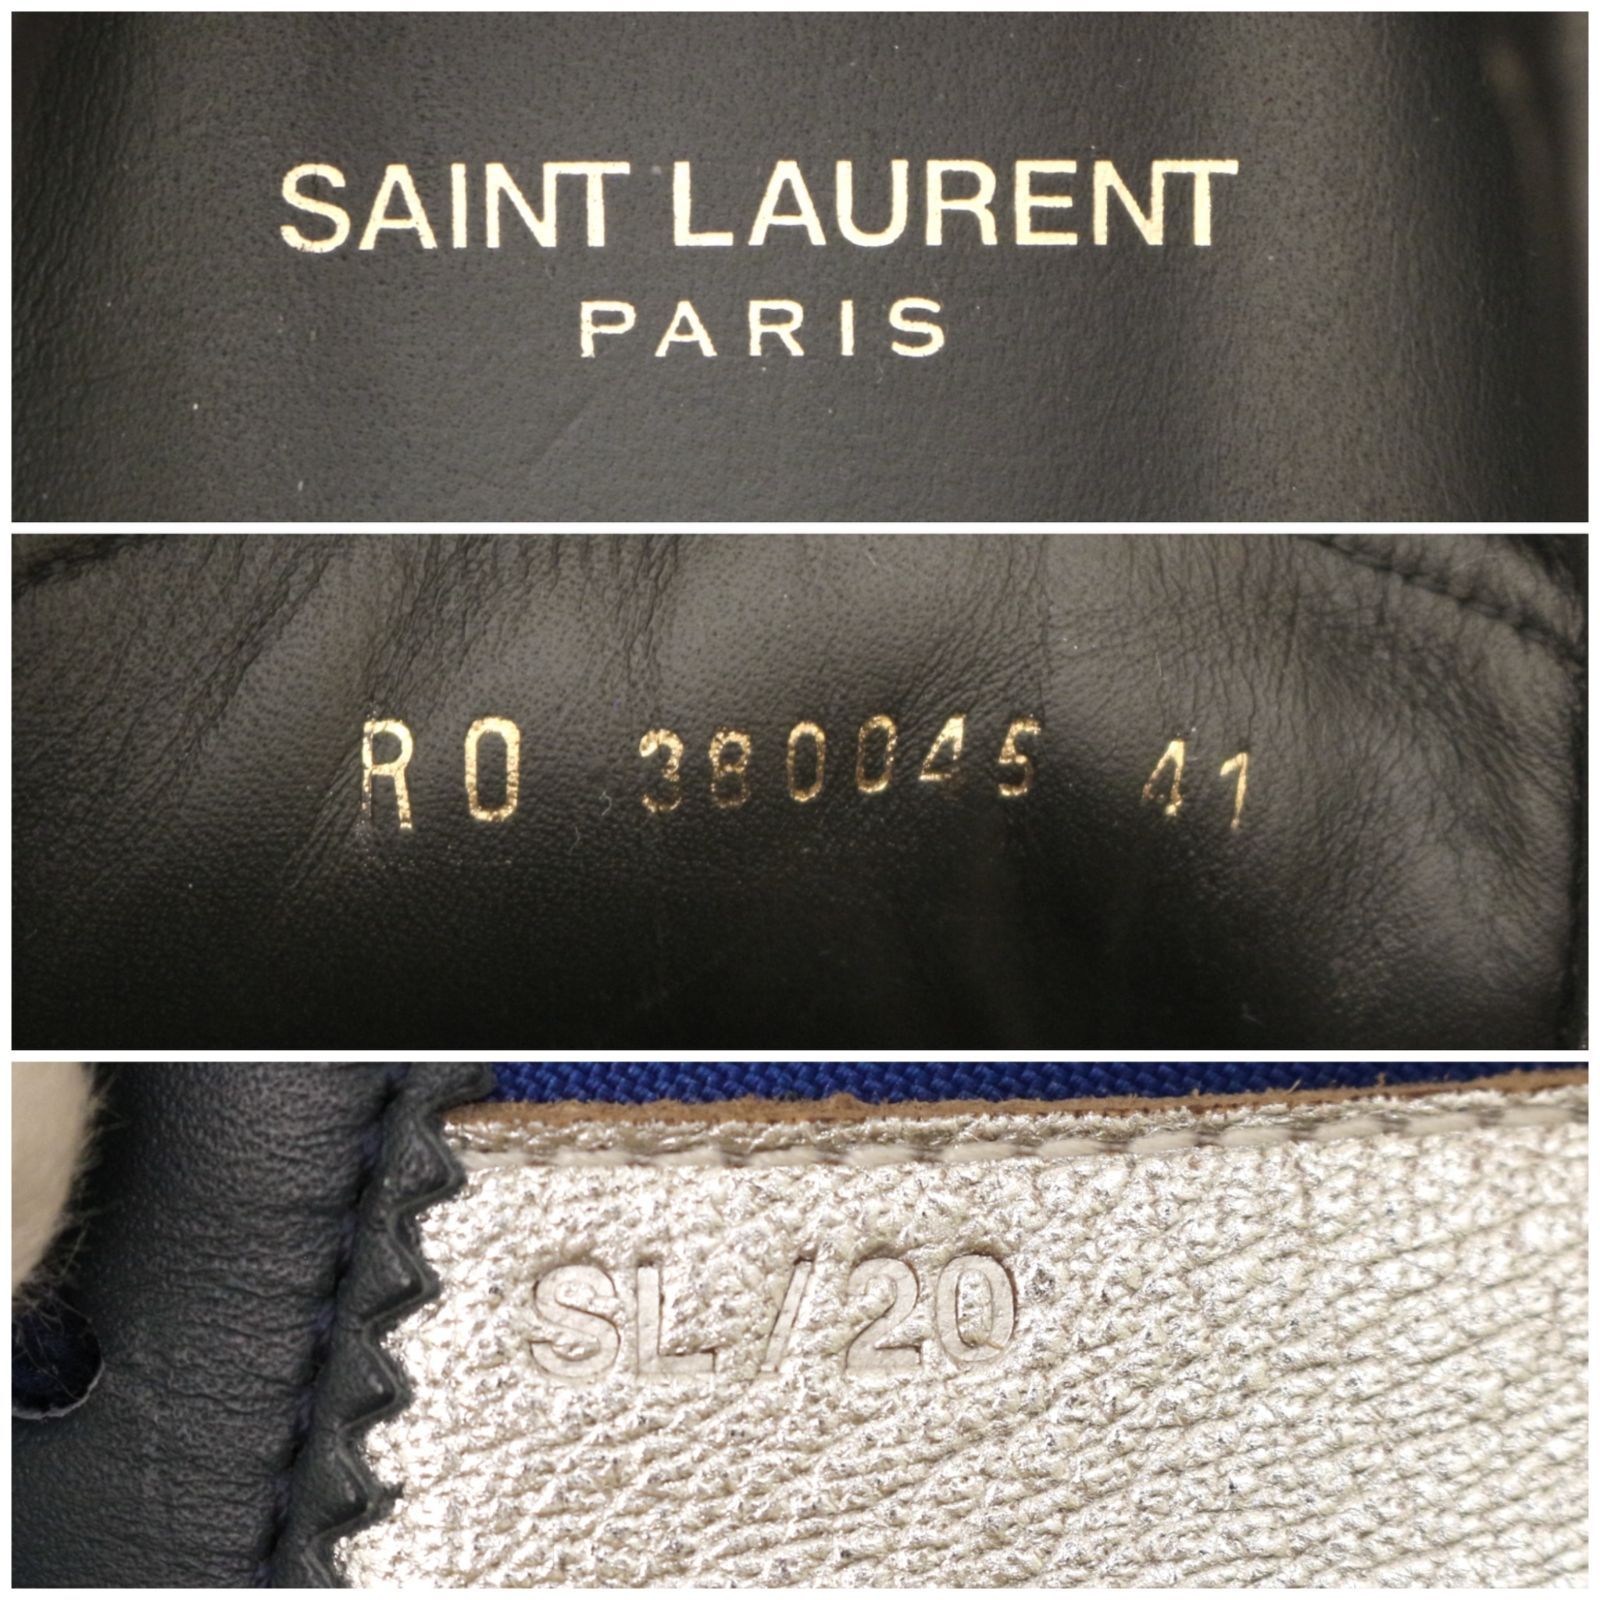 SAINT LAURENT
PARIS
RO 380045 41
SL/20